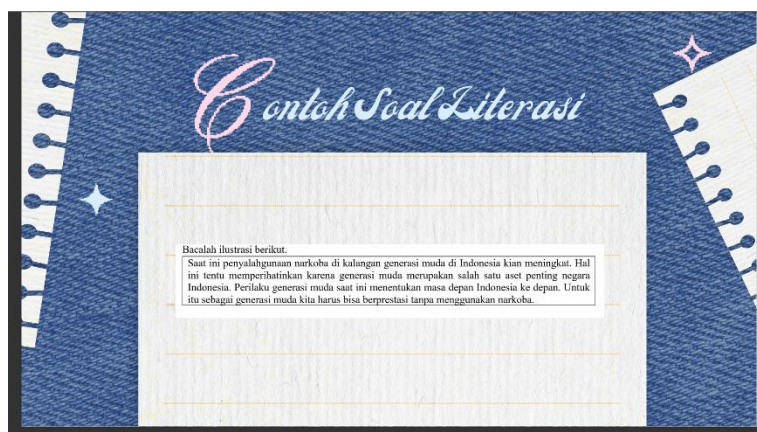 Contoh Soal Literasi
Bacalah ilustrasi berikut.
Saat ini penyalahgunaan narkoba di kalangan generasi muda di Indonesia kian meningkat. Hal
ini tentu memperihatinkan karena generasi muda merupakan salah satu aset penting negara
Indonesia. Perilaku generasi muda saat ini menentukan masa depan Indonesia ke depan. Untuk
itu sebagai generasi muda kita harus bisa berprestasi tanpa menggunakan narkoba.